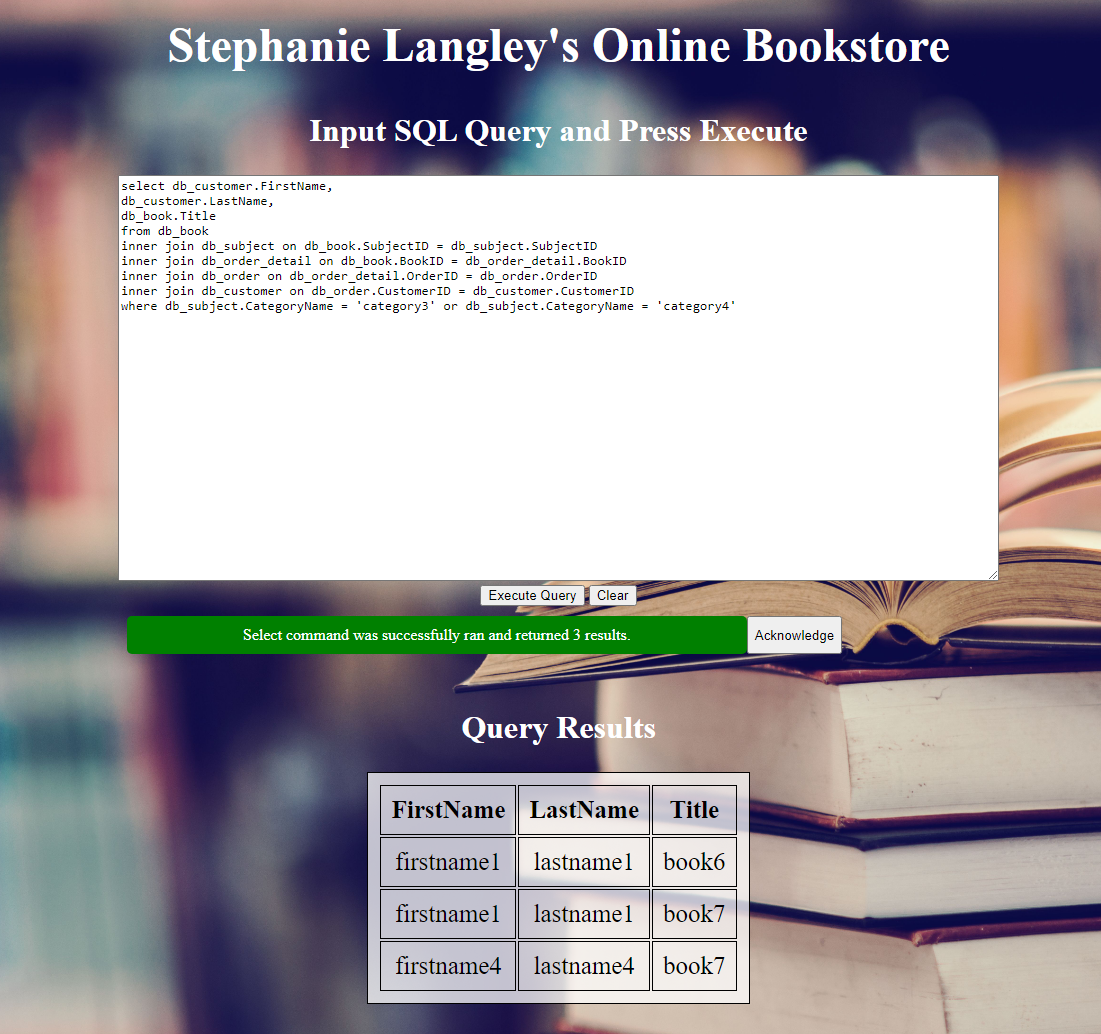 Stephanie Langley's Online Bookstore
Input SQL Query and Press Execute
select db_customer.FirstName,
db_customer.LastName,
db_book.Title
from db_book
inner join db_subject on db_book.SubjectID = db_subject.SubjectID
inner join db_order_detail on db_book.BookID = db_order_detail.BookID
inner join db_order on db_order_detail.OrderID = db_order.OrderID
inner join db_customer on db_order.CustomerID = db_customer.CustomerID
where db_subject.CategoryName = 'category3' or db_subject.CategoryName = 'category4'
Execute Query Clear
Select command was successfully ran and returned 3 results. Acknowledge
Query Results
FirstName LastName Title
firstname1 lastname1 book6
firstname1 lastname1 book7
firstname4 lastname4 book7